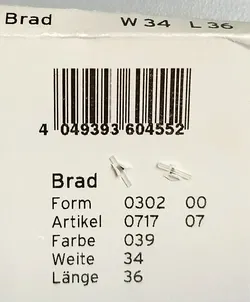 Brad W 34 L 36
4 049393 604552
Brad
Form 0302 00
Artikel 0717 07
Farbe 039
Weite 34
Länge 36